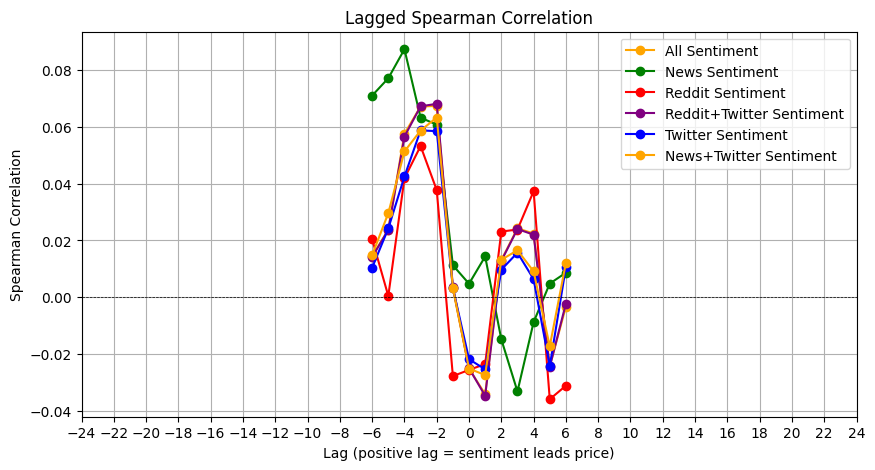 Lagged Spearman Correlation
All Sentiment
News Sentiment
Reddit Sentiment
Reddit+Twitter Sentiment
Twitter Sentiment
News+Twitter Sentiment
Spearman Correlation
0.08
0.06
0.04
0.02
0.00
−0.02
−0.04
−24 −22 −20 −18 −16 −14 −12 −10 −8 −6 −4 −2 0 2 4 6 8 10 12 14 16 18 20 22 24
Lag (positive lag = sentiment leads price)